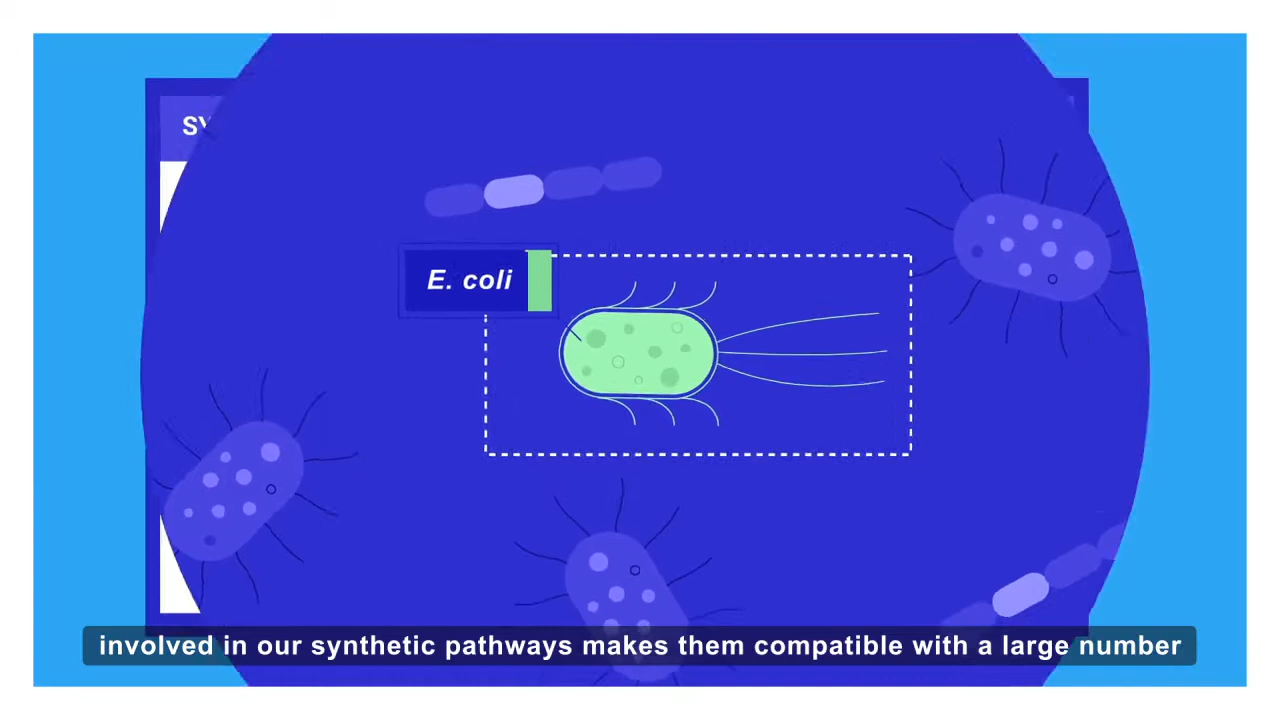 E. coli
involved in our synthetic pathways makes them compatible with a large number